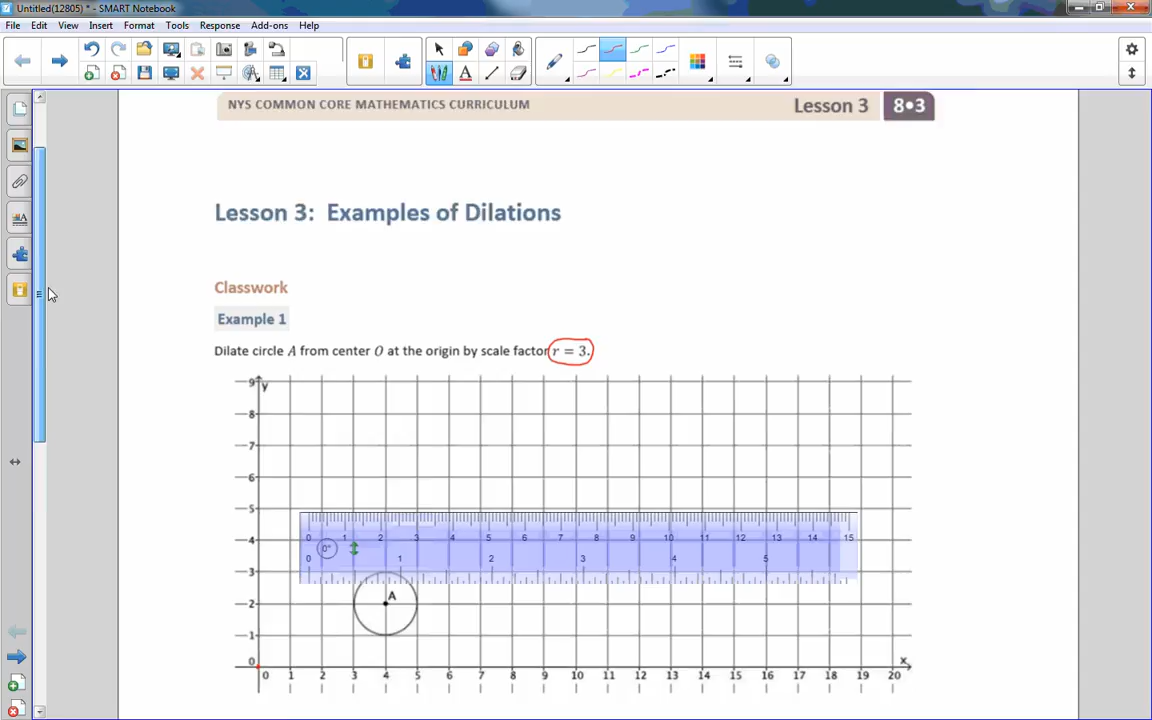 Untitled(12805) * - SMART Notebook
File Edit View Insert Format Tools Response Add-ons Help
NYS COMMON CORE MATHEMATICS CURRICULUM Lesson 3 8•3
Lesson 3: Examples of Dilations
Classwork
Example 1
Dilate circle A from center O at the origin by scale factor r = 3.
9 y
8
7
6
5
4
3
2
1
0
0 1 2 3 4 5 6 7 8 9 10 11 12 13 14 15
0°
0 1 2 3 4 5
A
x
0 1 2 3 4 5 6 7 8 9 10 11 12 13 14 15 16 17 18 19 20